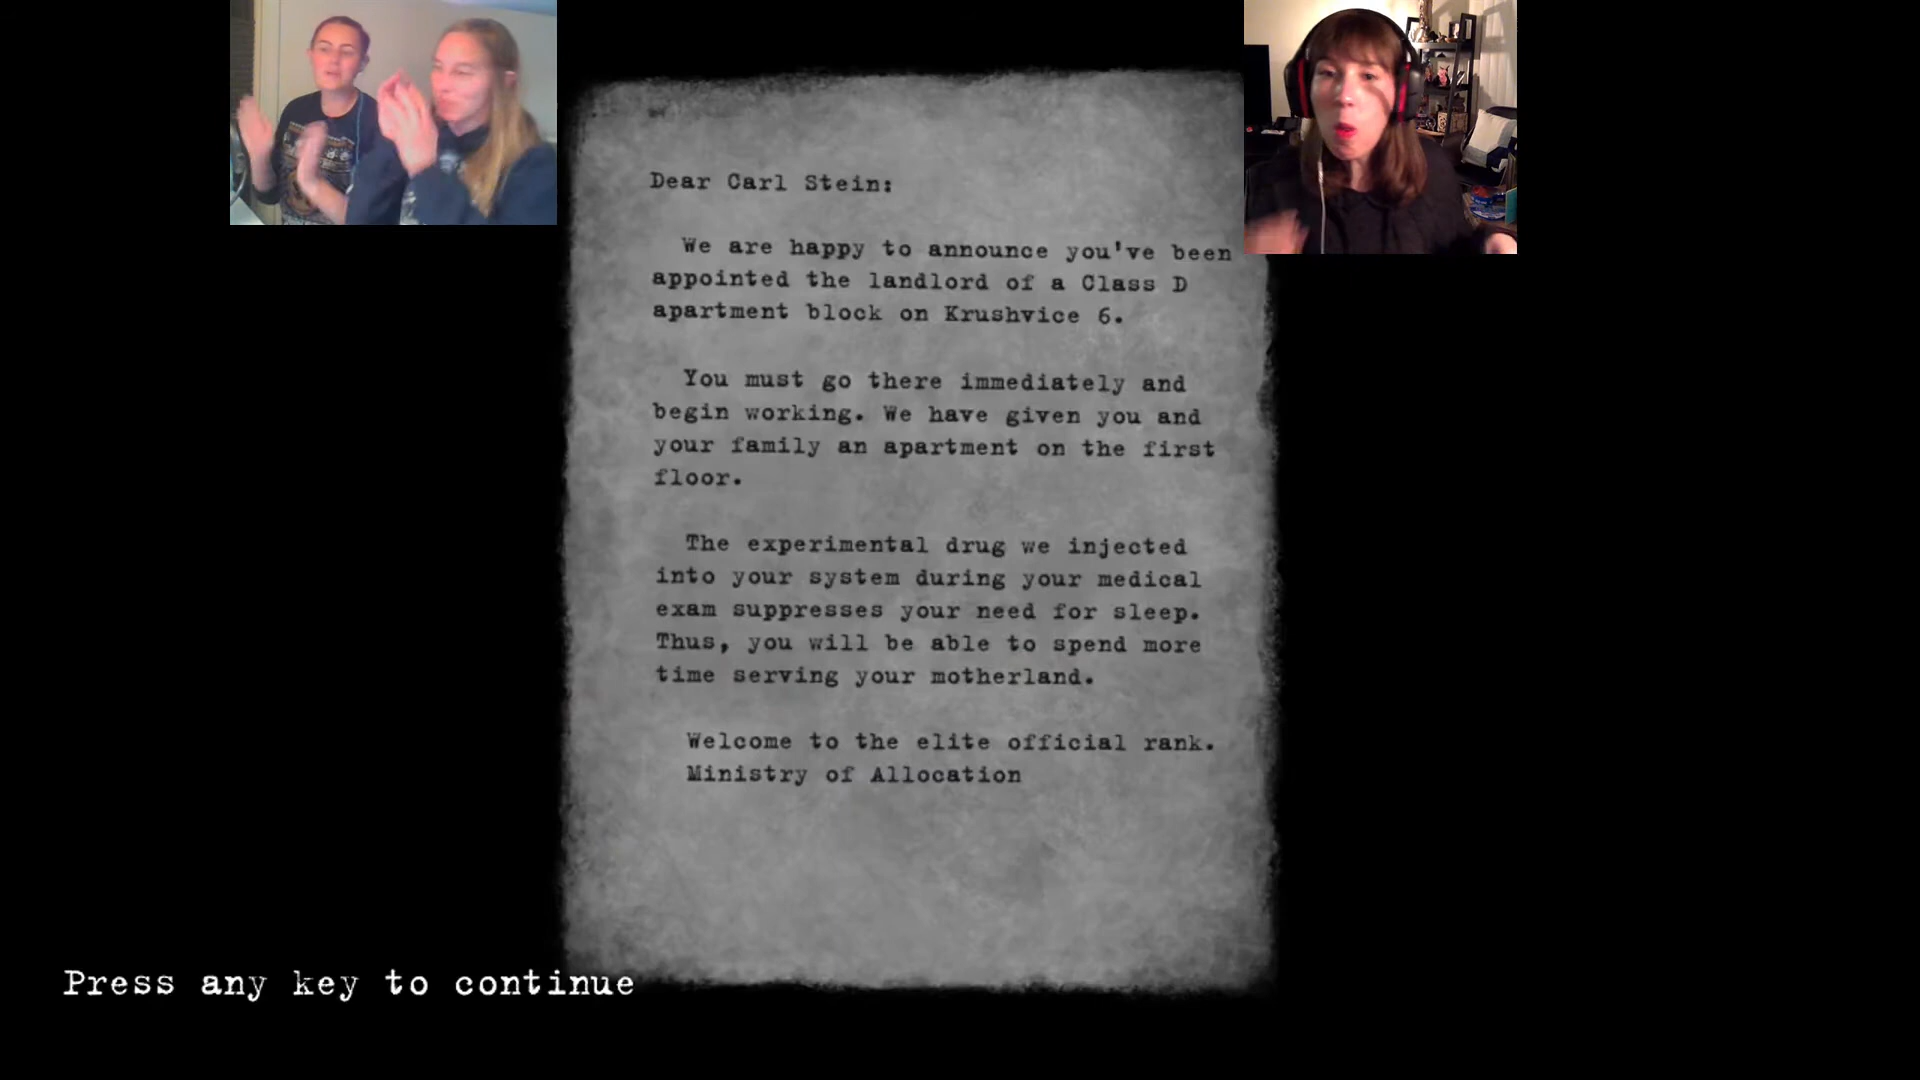 Dear Carl Stein:
We are happy to announce you've been
appointed the landlord of a Class D
apartment block on Krushvice 6.
You must go there immediately and
begin working. We have given you and
your family an apartment on the first
floor.
The experimental drug we injected
into your system during your medical
exam suppresses your need for sleep.
Thus, you will be able to spend more
time serving your motherland.
Welcome to the elite official rank.
Ministry of Allocation
Press any key to continue